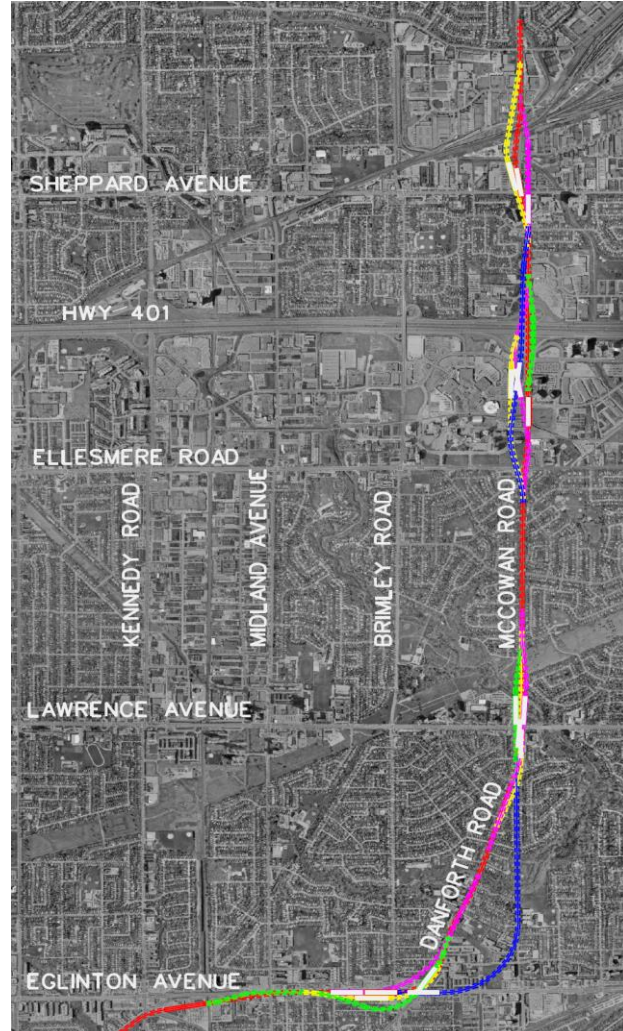 SHEPPARD AVENUE
HWY 401
ELLESMERE ROAD
KENNEDY ROAD
MIDLAND AVENUE
BRIMLEY ROAD
MCCOWAN ROAD
LAWRENCE AVENUE
DANFORTH ROAD
EGLINTON AVENUE